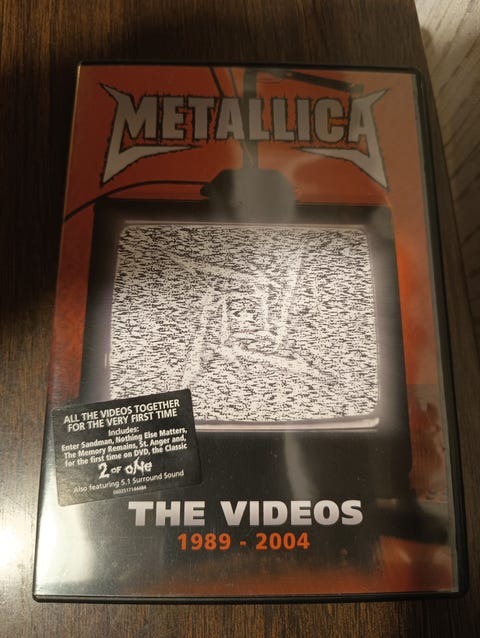 METALLICA
ALL THE VIDEOS TOGETHER
FOR THE VERY FIRST TIME
Includes:
Enter Sandman, Nothing Else Matters,
The Memory Remains, St. Anger and,
for the first time on DVD, the Classic
2 OF ONE
Also featuring 5.1 Surround Sound
THE VIDEOS
1989 - 2004